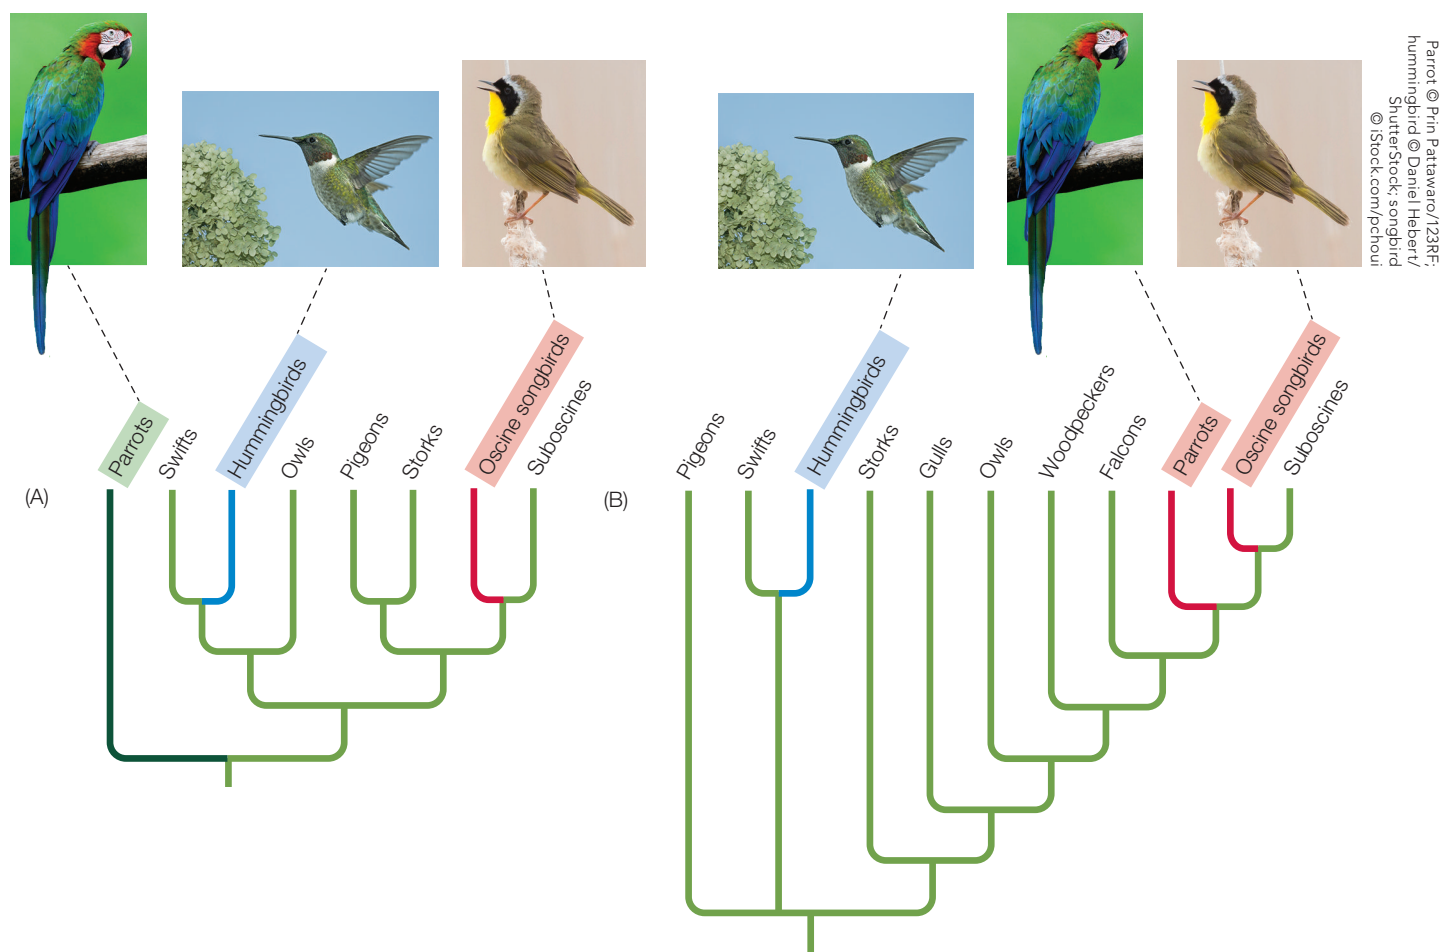 Parrot © Prin Pattawaro/123RF;
hummingbird © Daniel Hebert/
ShutterStock; songbird
© iStock.com/pchoui
(A)
Parrots
Swifts
Hummingbirds
Owls
Pigeons
Storks
Oscine songbirds
Suboscines
(B)
Pigeons
Swifts
Hummingbirds
Storks
Gulls
Owls
Woodpeckers
Falcons
Parrots
Oscine songbirds
Suboscines